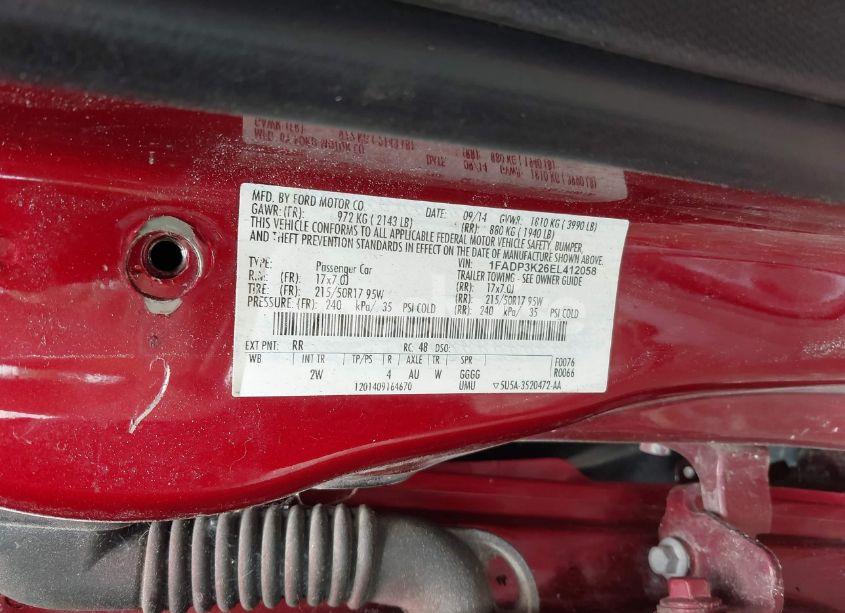 MFD. BY FORD MOTOR CO. DATE: 09/14 GVWR: 1810 KG ( 3990 LB)
GAWR: (FR): 972 KG ( 2143 LB) (RR): 880 KG ( 1940 LB)
THIS VEHICLE CONFORMS TO ALL APPLICABLE FEDERAL MOTOR VEHICLE SAFETY, BUMPER,
AND THEFT PREVENTION STANDARDS IN EFFECT ON THE DATE OF MANUFACTURE SHOWN ABOVE.
VIN: 1FADP3K26EL412058
TYPE: Passenger Car TRAILER TOWING - SEE OWNER GUIDE
RIM: (FR): 17x7.0J 17x7.0J
TIRE: (FR): 215/50R17 95W (RR): 215/50R17 95W
PRESSURE: (FR): 240 kPa/ 35 PSI COLD (RR): 240 kPa/ 35 PSI COLD
EXT PNT: RR RC: 48 DSO:
WB INT TR TP/PS R AXLE TR SPR F0076
2W 4 AU W GGGG R0066
1201409164670 UMU ▽5U5A-3520472-AA